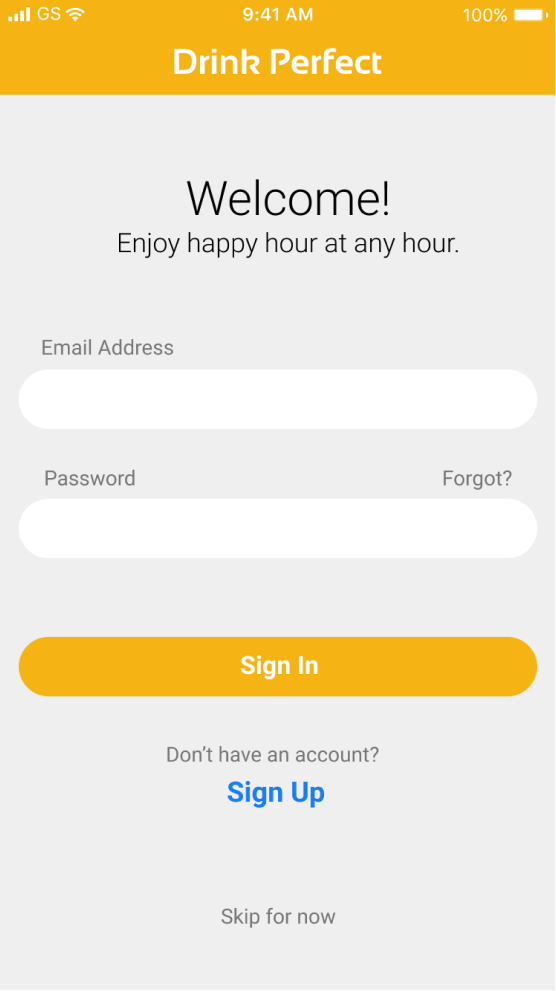 GS 9:41 AM 100%
Drink Perfect
Welcome!
Enjoy happy hour at any hour.
Email Address
Password Forgot?
Sign In
Don't have an account?
Sign Up
Skip for now